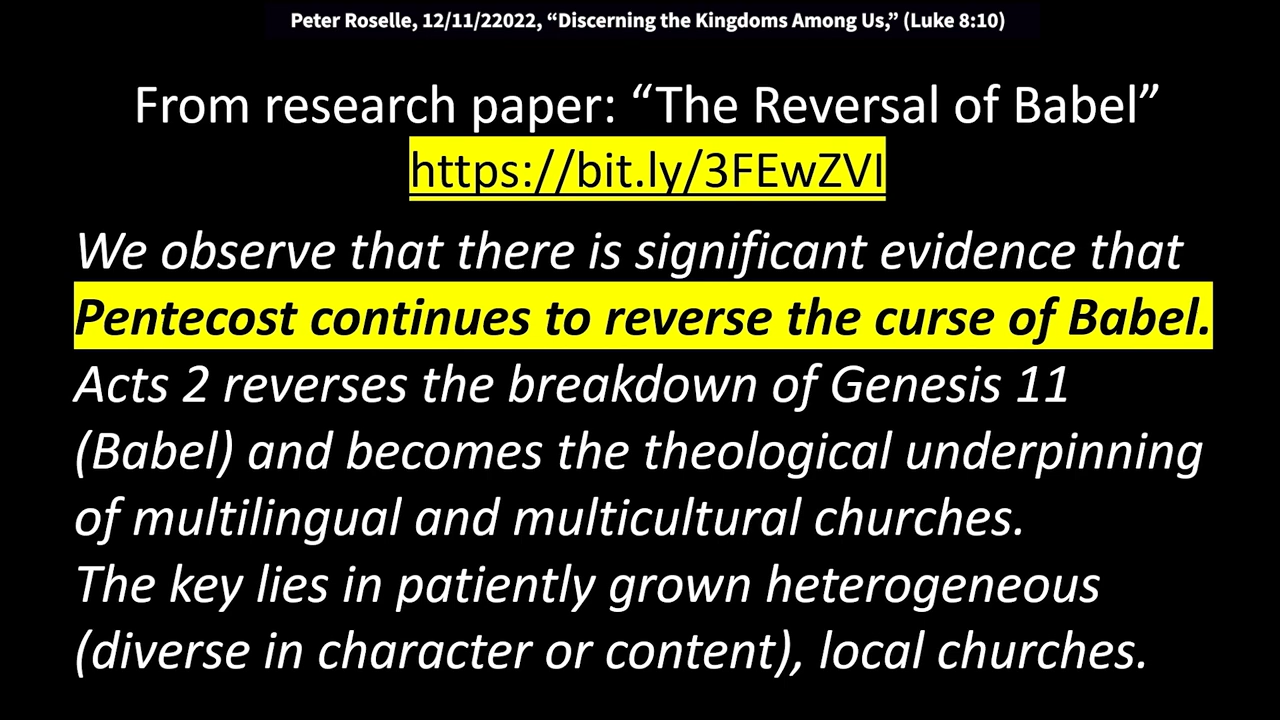 Peter Roselle, 12/11/22022, “Discerning the Kingdoms Among Us,” (Luke 8:10)
From research paper: “The Reversal of Babel”
https://bit.ly/3FEwZVI
We observe that there is significant evidence that
Pentecost continues to reverse the curse of Babel.
Acts 2 reverses the breakdown of Genesis 11
(Babel) and becomes the theological underpinning
of multilingual and multicultural churches.
The key lies in patiently grown heterogeneous
(diverse in character or content), local churches.